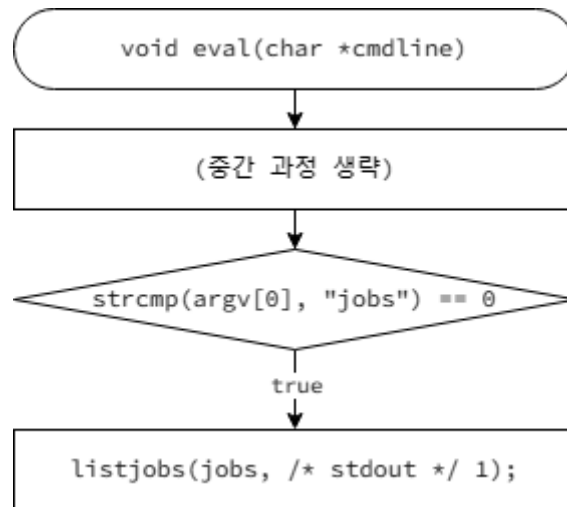 void eval(char *cmdline)
(중간 과정 생략)
strcmp(argv[0], "jobs") == 0
true
listjobs(jobs, /* stdout */ 1);